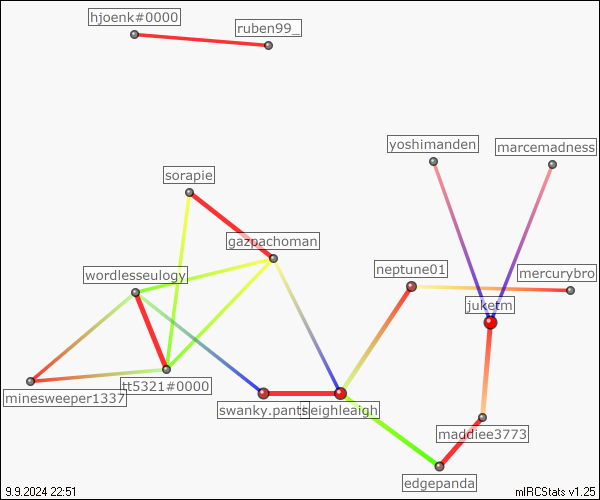 hjoenk#0000
ruben99_
yoshimanden
marcemadness
sorapie
gazpachoman
wordlesseulogy
neptune01
mercurybro
juketm
tt5321#0000
minesweeper1337
swanky.pants
leighleaigh
maddiee3773
edgepanda
9.9.2024 22:51
mIRCStats v1.25